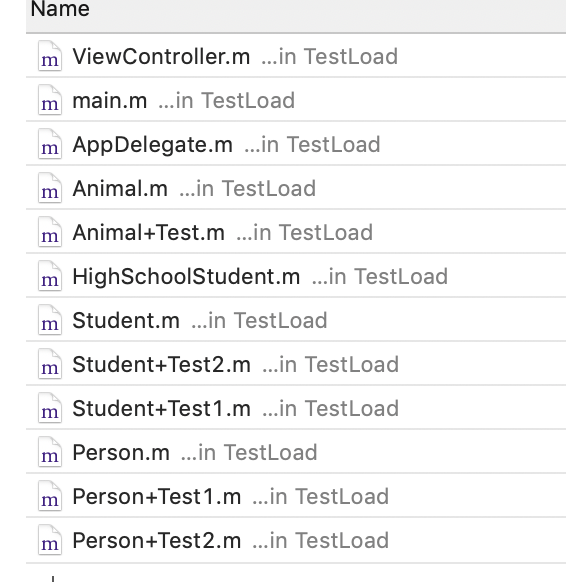 Name
m ViewController.m ...in TestLoad
m main.m ...in TestLoad
m AppDelegate.m ...in TestLoad
m Animal.m ...in TestLoad
m Animal+Test.m ...in TestLoad
m HighSchoolStudent.m ...in TestLoad
m Student.m ...in TestLoad
m Student+Test2.m ...in TestLoad
m Student+Test1.m ...in TestLoad
m Person.m ...in TestLoad
m Person+Test1.m ...in TestLoad
m Person+Test2.m ...in TestLoad